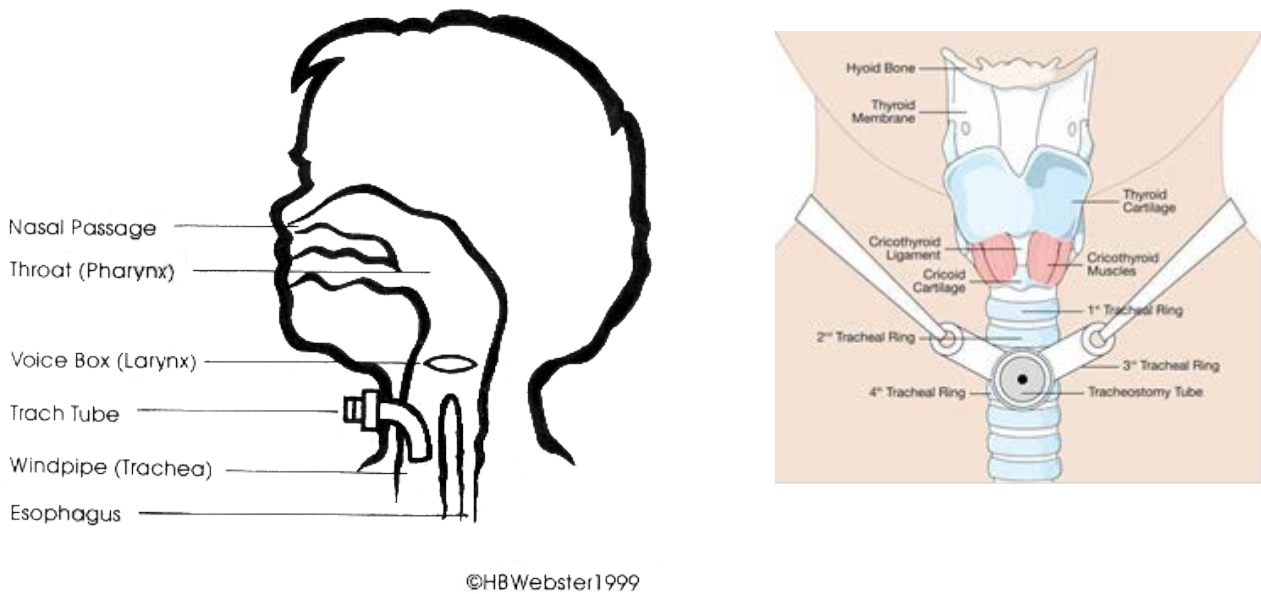 Nasal Passage
Throat (Pharynx)
Voice Box (Larynx)
Trach Tube
Windpipe (Trachea)
Esophagus
©HBWebster1999
Hyoid Bone
Thyroid
Membrane
Thyroid
Cartilage
Cricothyroid
Ligament
Cricothyroid
Muscles
Cricoid
Cartilage
1st Tracheal Ring
2nd Tracheal Ring
3rd Tracheal Ring
4th Tracheal Ring
Tracheostomy Tube